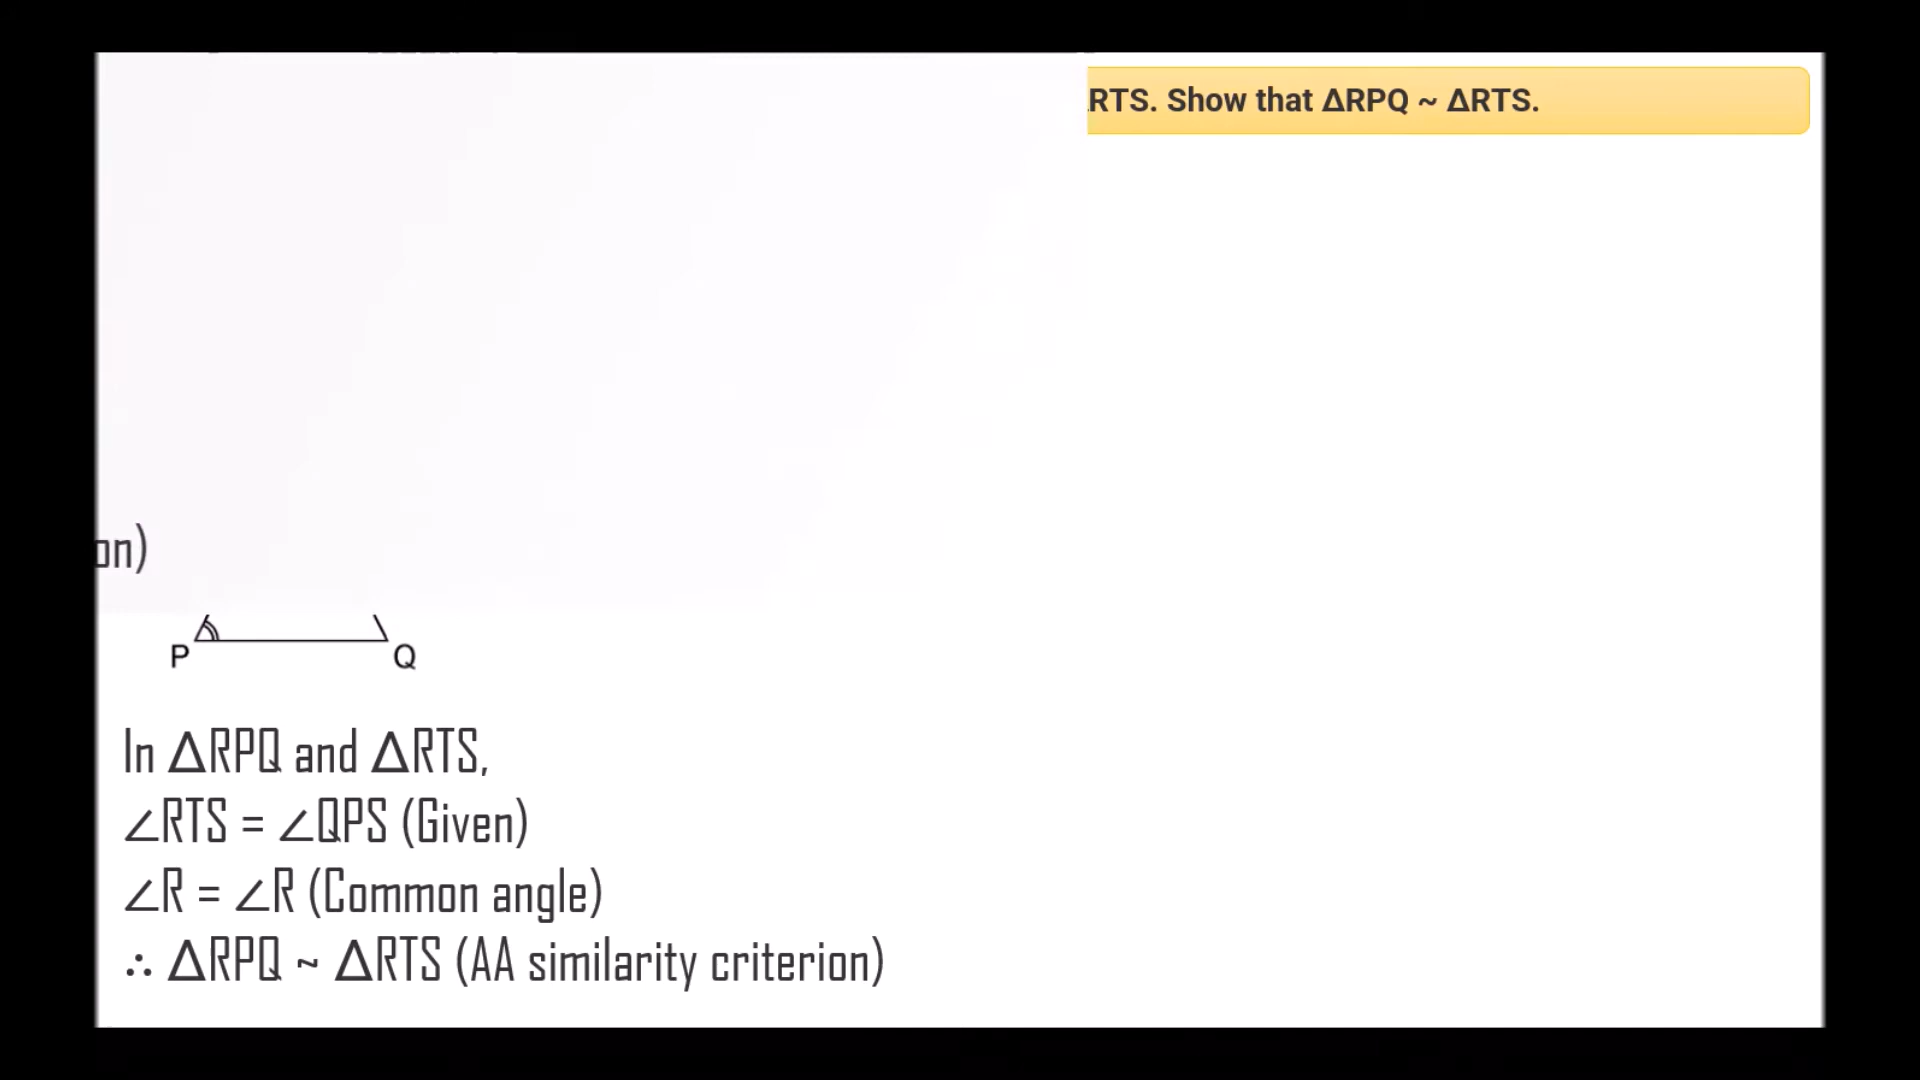 RTS. Show that ΔRPQ ~ ΔRTS.
on)
P
Q
In ΔRPQ and ΔRTS,
∠RTS = ∠QPS (Given)
∠R = ∠R (Common angle)
∴ ΔRPQ ~ ΔRTS (AA similarity criterion)